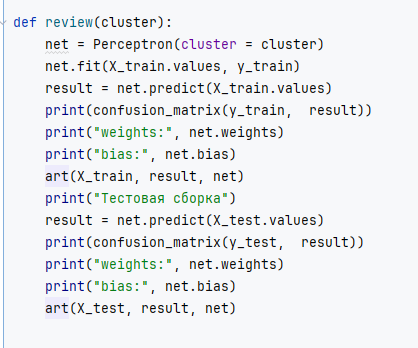 def review(cluster):
    net = Perceptron(cluster = cluster)
    net.fit(X_train.values, y_train)
    result = net.predict(X_train.values)
    print(confusion_matrix(y_train,  result))
    print("weights:", net.weights)
    print("bias:", net.bias)
    art(X_train, result, net)
    print("Тестовая сборка")
    result = net.predict(X_test.values)
    print(confusion_matrix(y_test,  result))
    print("weights:", net.weights)
    print("bias:", net.bias)
    art(X_test, result, net)